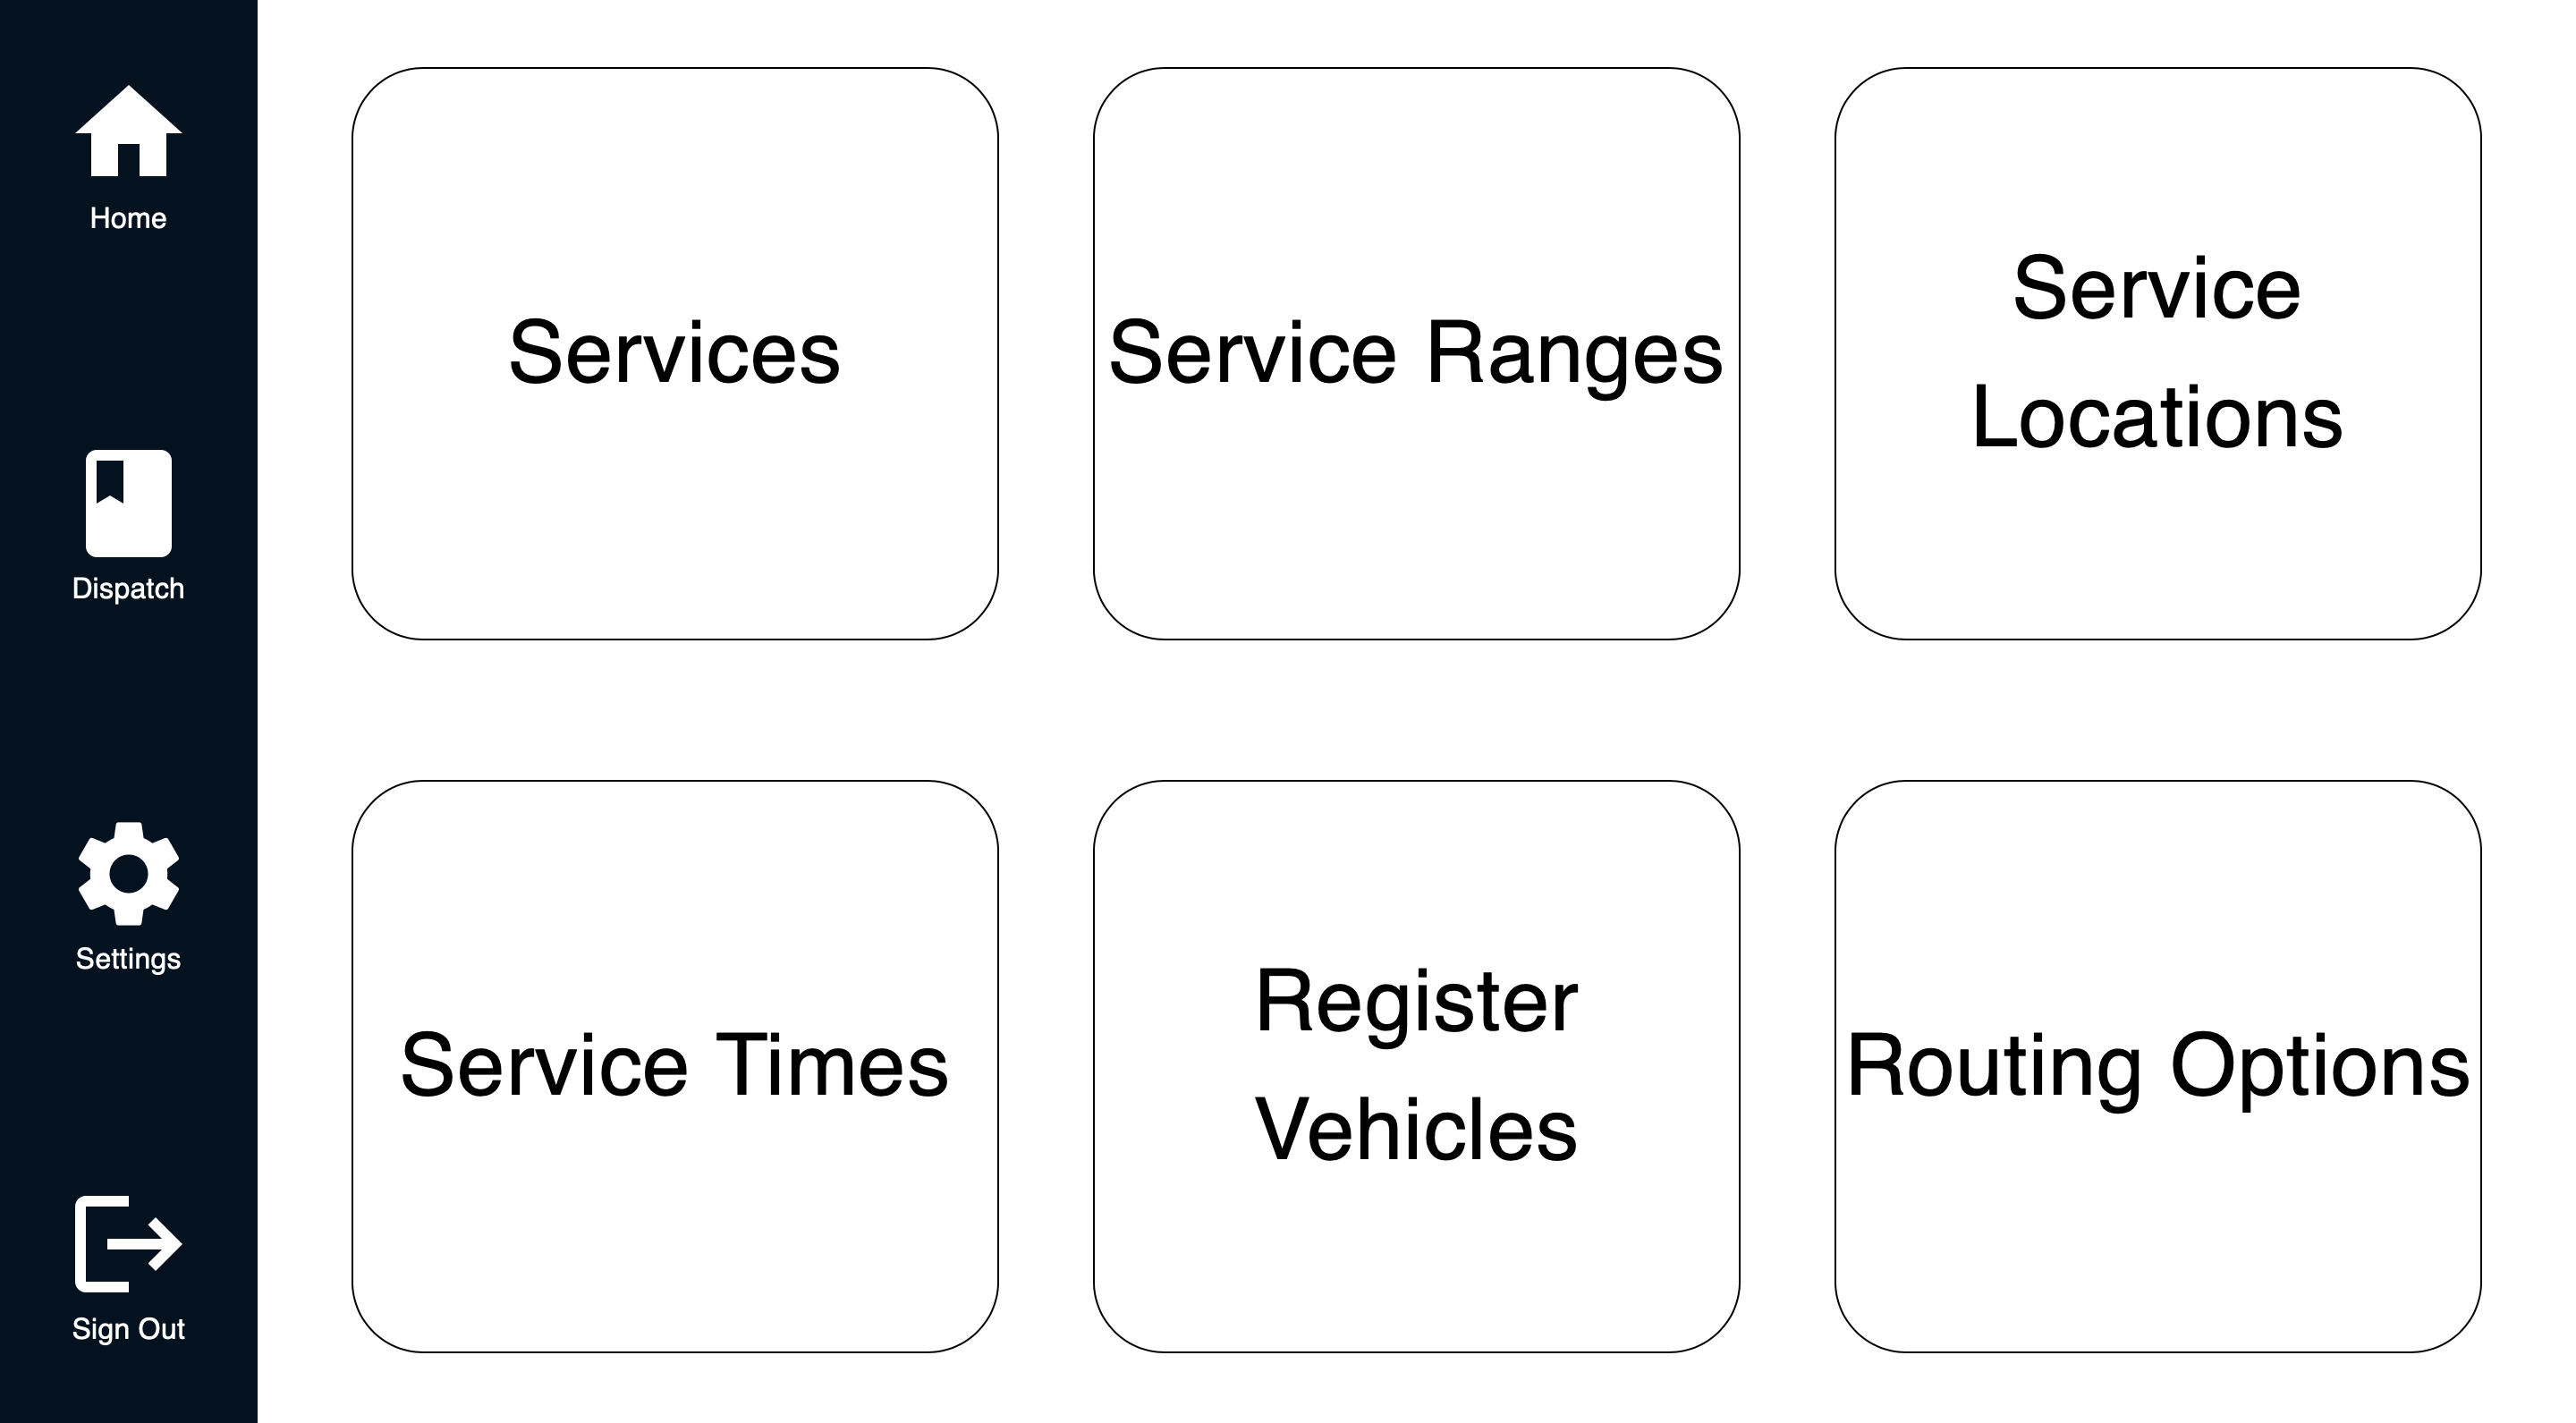 Home
Dispatch
Settings
Sign Out
Services
Service Ranges
Service
Locations
Service Times
Register
Vehicles
Routing Options